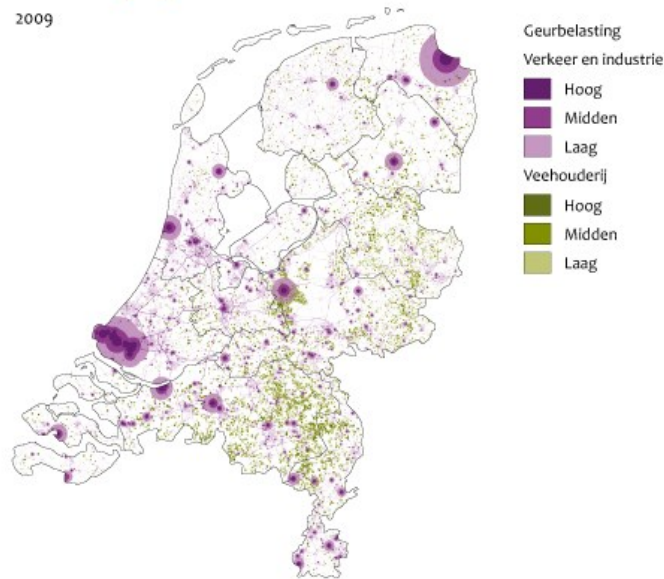 2009
Geurbelasting
Verkeer en industrie
Hoog
Midden
Laag
Veehouderij
Hoog
Midden
Laag